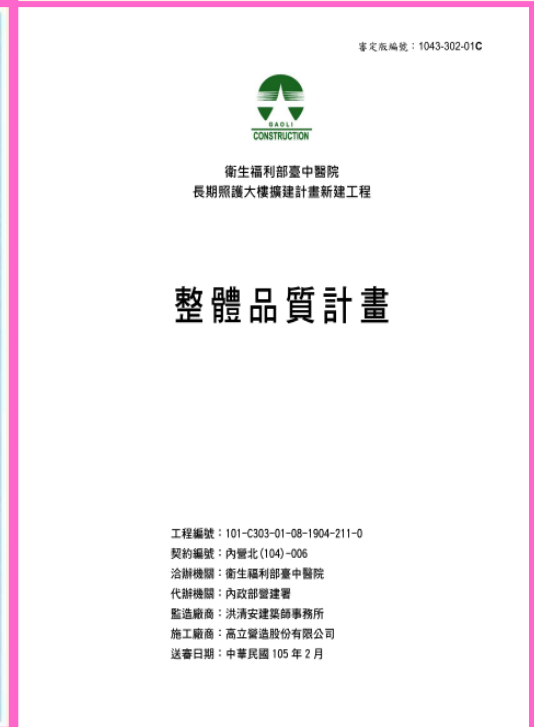 審定版編號：1043-302-01C
GAOLI
CONSTRUCTION
衛生福利部臺中醫院
長期照護大樓擴建計畫新建工程
整體品質計畫
工程編號：101-C303-01-08-1904-211-0
契約編號：內營北(104)-006
洽辦機關：衛生福利部臺中醫院
代辦機關：內政部營建署
監造廠商：洪清安建築師事務所
施工廠商：高立營造股份有限公司
送審日期：中華民國 105 年 2 月